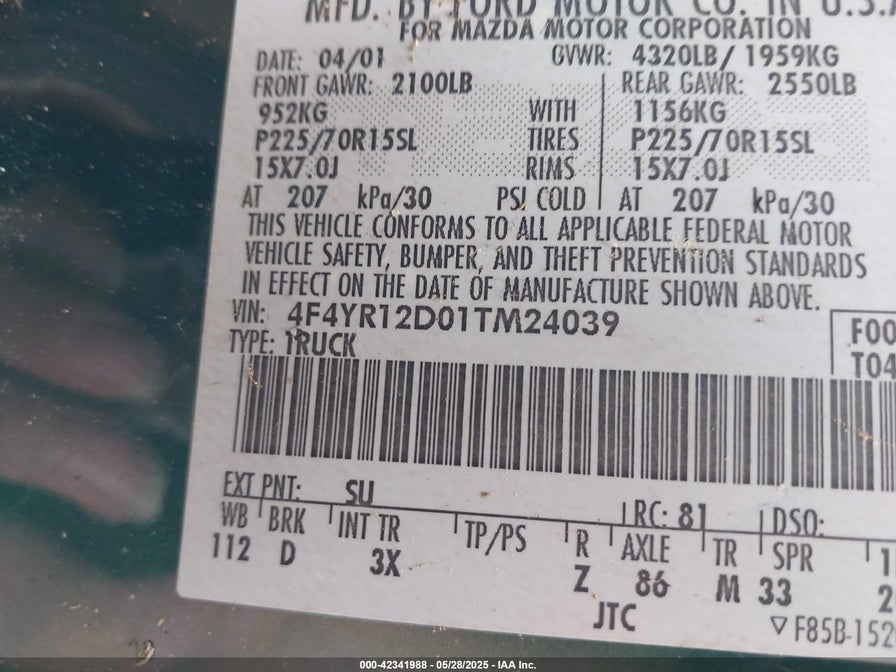 MFD. BY FORD MOTOR CO. IN U.S.A
FOR MAZDA MOTOR CORPORATION
DATE: 04/01 GVWR: 4320LB/ 1959KG
FRONT GAWR: 2100LB REAR GAWR: 2550LB
952KG WITH 1156KG
P225/70R15SL TIRES P225/70R15SL
15X7.0J RIMS 15X7.0J
AT 207 kPa/30 PSI COLD AT 207 kPa/30
THIS VEHICLE CONFORMS TO ALL APPLICABLE FEDERAL MOTOR
VEHICLE SAFETY, BUMPER, AND THEFT PREVENTION STANDARDS
IN EFFECT ON THE DATE OF MANUFACTURE SHOWN ABOVE.
VIN: 4F4YR12D01TM24039
F00
TYPE: TRUCK
T04
EXT PNT: SU RC: 81 DSO:
WB BRK INT TR TP/PS R AXLE TR SPR
112 D 3X Z 86 M 33 2
JTC
▽ F85B-152
000-42341988 - 05/28/2025 - IAA Inc.